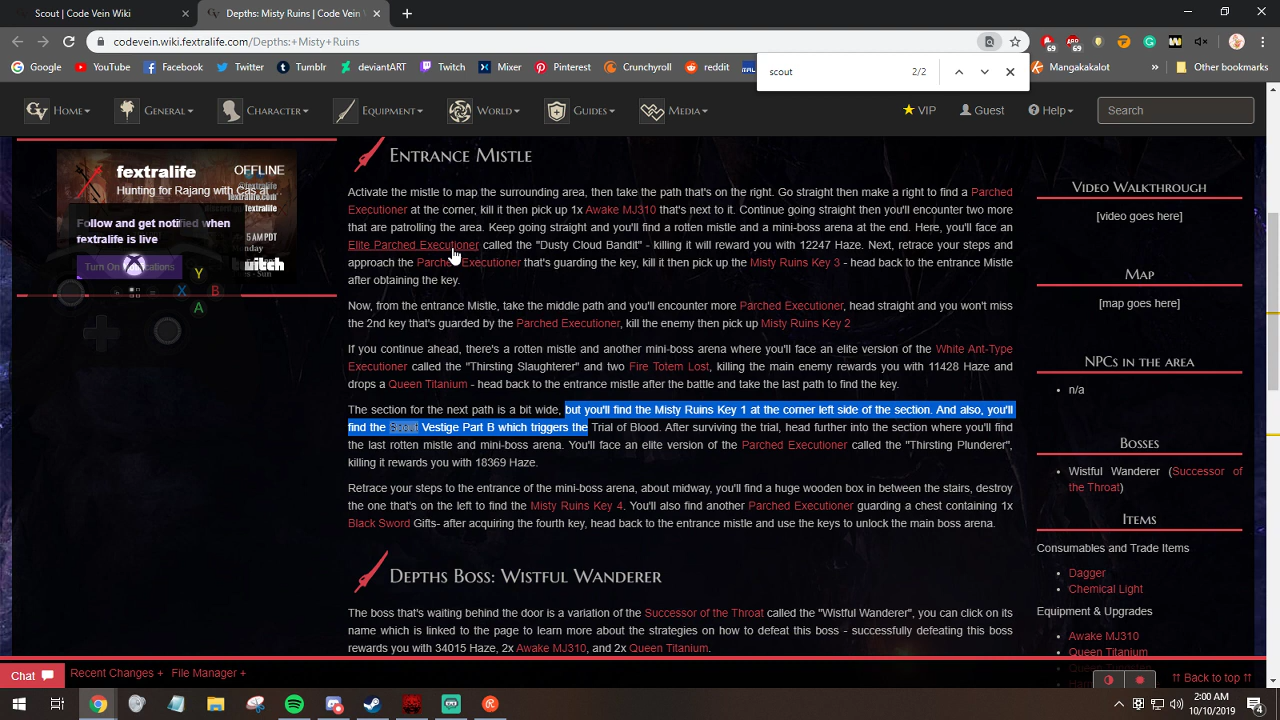 Scout | Code Vein Wiki
Depths: Misty Ruins | Code Vein W
codevein.wiki.fextralife.com/Depths:+Misty+Ruins
scout
2/2
69
69
Google
YouTube
Facebook
Twitter
Tumblr
deviantART
Twitch
Mixer
Pinterest
Crunchyroll
reddit
Mangakakalot
»
Other bookmarks
GV Home
General
Character
Equipment
World
Guides
Media
VIP
Guest
Help
Search
fextralife
OFFLINE
Hunting for Rajang with Cas at
fextralife.com
Follow and get notified when
fextralife is live
5 AM PDT
twitch
Y
X
B
A
Entrance Mistle
Activate the mistle to map the surrounding area, then take the path that's on the right. Go straight then make a right to find a Parched
Executioner at the corner, kill it then pick up 1x Awake MJ310 that's next to it. Continue going straight then you'll encounter two more
that are patrolling the area. Keep going straight and you'll find a rotten mistle and a mini-boss arena at the end. Here, you'll face an
Elite Parched Executioner called the "Dusty Cloud Bandit" - killing it will reward you with 12247 Haze. Next, retrace your steps and
approach the Parched Executioner that's guarding the key, kill it then pick up the Misty Ruins Key 3 - head back to the entrance Mistle
after obtaining the key.
Now, from the entrance Mistle, take the middle path and you'll encounter more Parched Executioner, head straight and you won't miss
the 2nd key that's guarded by the Parched Executioner, kill the enemy then pick up Misty Ruins Key 2
If you continue ahead, there's a rotten mistle and another mini-boss arena where you'll face an elite version of the White Ant-Type
Executioner called the "Thirsting Slaughterer" and two Fire Totem Lost, killing the main enemy rewards you with 11428 Haze and
drops a Queen Titanium - head back to the entrance mistle after the battle and take the last path to find the key.
The section for the next path is a bit wide, but you'll find the Misty Ruins Key 1 at the corner left side of the section. And also, you'll
find the Scout Vestige Part B which triggers the Trial of Blood. After surviving the trial, head further into the section where you'll find
the last rotten mistle and mini-boss arena. You'll face an elite version of the Parched Executioner called the "Thirsting Plunderer",
killing it rewards you with 18369 Haze.
Retrace your steps to the entrance of the mini-boss arena, about midway, you'll find a huge wooden box in between the stairs, destroy
the one that's on the left to find the Misty Ruins Key 4. You'll also find another Parched Executioner guarding a chest containing 1x
Black Sword Gifts- after acquiring the fourth key, head back to the entrance mistle and use the keys to unlock the main boss arena.
Depths Boss: Wistful Wanderer
The boss that's waiting behind the door is a variation of the Successor of the Throat called the "Wistful Wanderer", you can click on its
name which is linked to the page to learn more about the strategies on how to defeat this boss - successfully defeating this boss
rewards you 34015 Haze, 2x Awake MJ310, and 2x Queen Titanium.
Video Walkthrough
[video goes here]
Map
[map goes here]
NPCs in the area
n/a
Bosses
Wistful Wanderer (Successor of
the Throat)
Items
Consumables and Trade Items
Dagger
Chemical Light
Equipment & Upgrades
Awake MJ310
Queen Titanium
Chat
Recent Changes +
File Manager +
Back to top
2:00 AM
10/10/2019
4